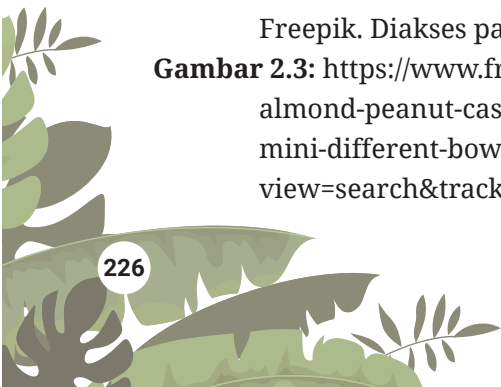 Freepik. Diakses pa
Gambar 2.3: https://www.fr
almond-peanut-cas
mini-different-bow
view=search&track
226